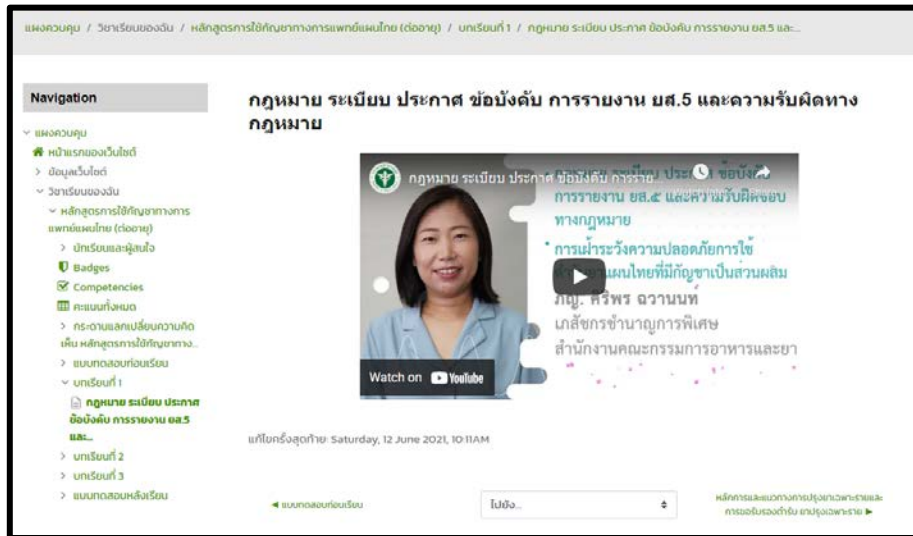 แผงควบคุม / วิชาเรียนของฉัน / หลักสูตรการใช้กัญชาทางการแพทย์แผนไทย (ต่ออายุ) / บทเรียนที่ 1 / กฎหมาย ระเบียบ ประกาศ ข้อบังคับ การรายงาน ยส.5 และ...
Navigation
แผงควบคุม
หน้าแรกของเว็บไซต์
ข้อมูลเว็บไซต์
วิชาเรียนของฉัน
หลักสูตรการใช้กัญชาทางการ
แพทย์แผนไทย (ต่ออายุ)
นักเรียนและผู้สนใจ
Badges
Competencies
คะแนนทั้งหมด
กระดานแลกเปลี่ยนความคิด
เห็น หลักสูตรการใช้กัญชาทาง...
แบบทดสอบก่อนเรียน
บทเรียนที่ 1
กฎหมาย ระเบียบ ประกาศ
ข้อบังคับ การรายงาน ยส.5
และ...
บทเรียนที่ 2
บทเรียนที่ 3
แบบทดสอบหลังเรียน
กฎหมาย ระเบียบ ประกาศ ข้อบังคับ การรายงาน ยส.5 และความรับผิดทาง
กฎหมาย
กฎหมาย ระเบียบ ประกาศ ข้อบังคับ การราย...
ประกาศ ข้อบังคับ
การรายงาน ยส.๕ และความรับผิดชอบ
ทางกฎหมาย
การเฝ้าระวังความปลอดภัยการใช้
ตำรับยาแผนไทยที่มีกัญชาเป็นส่วนผสม
ภญ. ศิริพร ฉวานนท์
เภสัชกรชำนาญการพิเศษ
สำนักงานคณะกรรมการอาหารและยา
Watch on YouTube
แก้ไขครั้งสุดท้าย: Saturday, 12 June 2021, 10:11AM
◄ แบบทดสอบก่อนเรียน
ไปยัง...
หลักการและแนวทางการปรุงยาเฉพาะรายและ
การขอรับรองตำรับ ยาปรุงเฉพาะราย ►